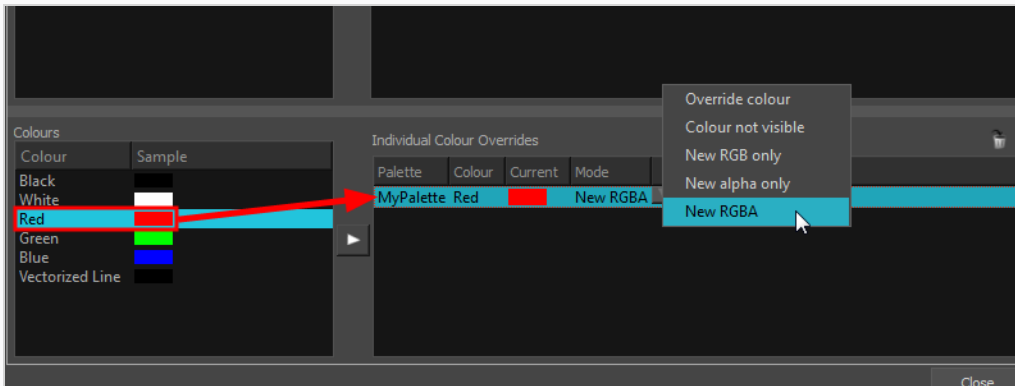 Override colour
Colour not visible
New RGB only
New alpha only
New RGBA
Colours
Colour Sample
Black
White
Red
Green
Blue
Vectorized Line
Individual Colour Overrides
Palette Colour Current Mode
MyPalette Red New RGBA
Close